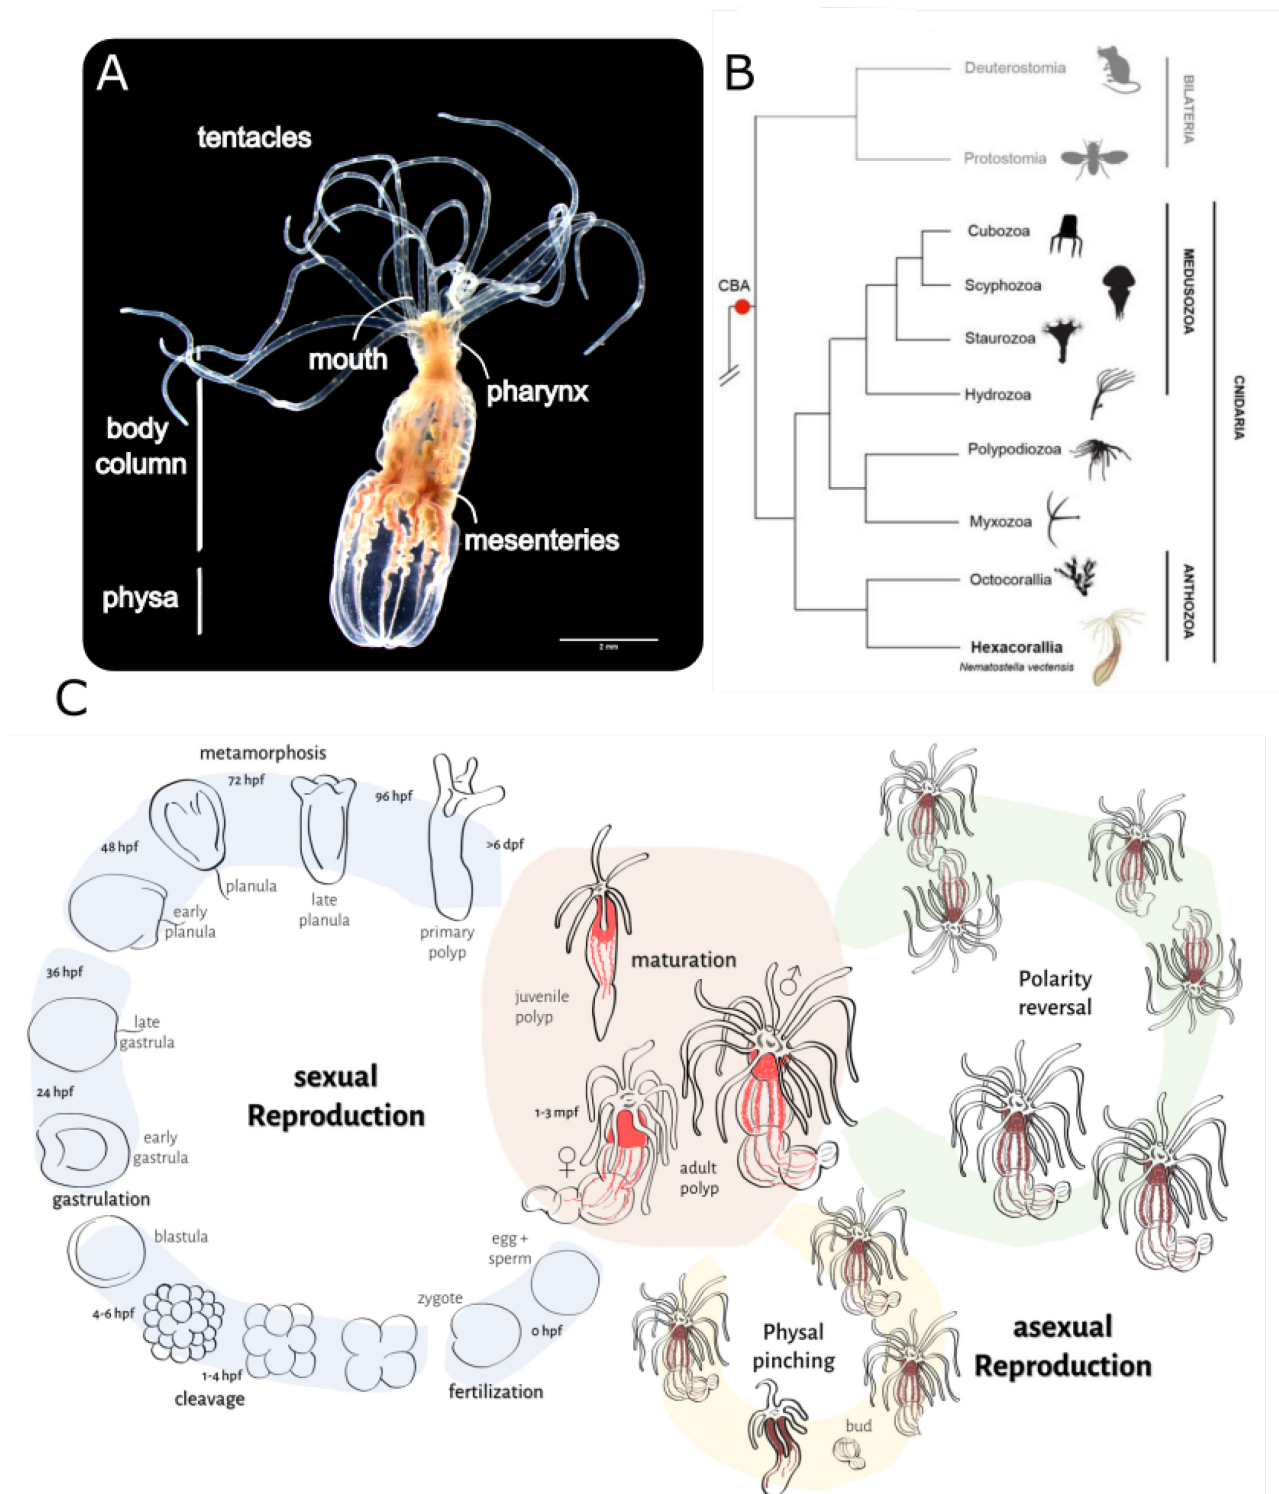 A
tentacles
mouth
pharynx
body
column
mesenteries
physa
2 mm
B
Deuterostomia
Protostomia
BILATERIA
CBA
Cubozoa
Scyphozoa
Staurozoa
Hydrozoa
MEDUSOZOA
Polypodiozoa
Myxozoa
CNIDARIA
Octocorallia
Hexacorallia
Nematostella vectensis
ANTHOZOA
C
metamorphosis
72 hpf
96 hpf
48 hpf
>6 dpf
planula
early
planula
late
planula
primary
polyp
36 hpf
late
gastrula
24 hpf
early
gastrula
gastrulation
blastula
4-6 hpf
1-4 hpf
cleavage
zygote
egg +
sperm
0 hpf
fertilization
sexual
Reproduction
maturation
juvenile
polyp
♂
1-3 mpf
♀
adult
polyp
Polarity
reversal
Physal
pinching
bud
asexual
Reproduction